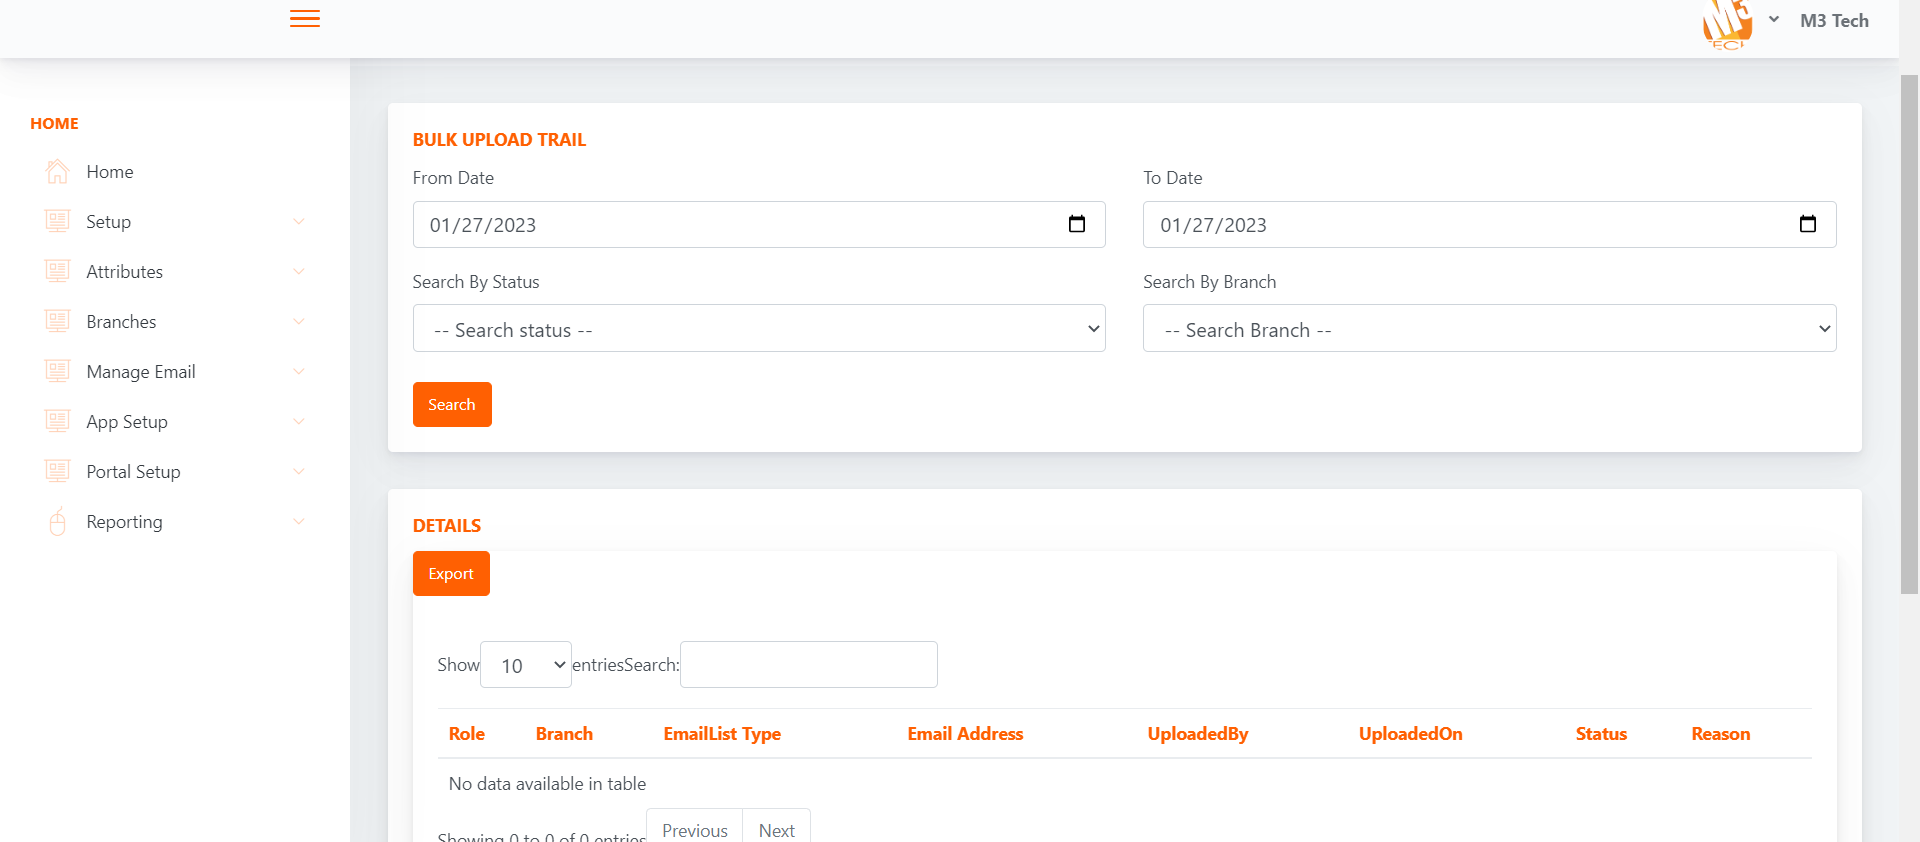 M3 Tech
HOME
Home
Setup
Attributes
Branches
Manage Email
App Setup
Portal Setup
Reporting
BULK UPLOAD TRAIL
From Date
To Date
01/27/2023
01/27/2023
Search By Status
Search By Branch
-- Search status --
-- Search Branch --
Search
DETAILS
Export
Show 10 entriesSearch:
Role Branch EmailList Type Email Address UploadedBy UploadedOn Status Reason
No data available in table
Showing 0 to 0 of 0 entries
Previous Next